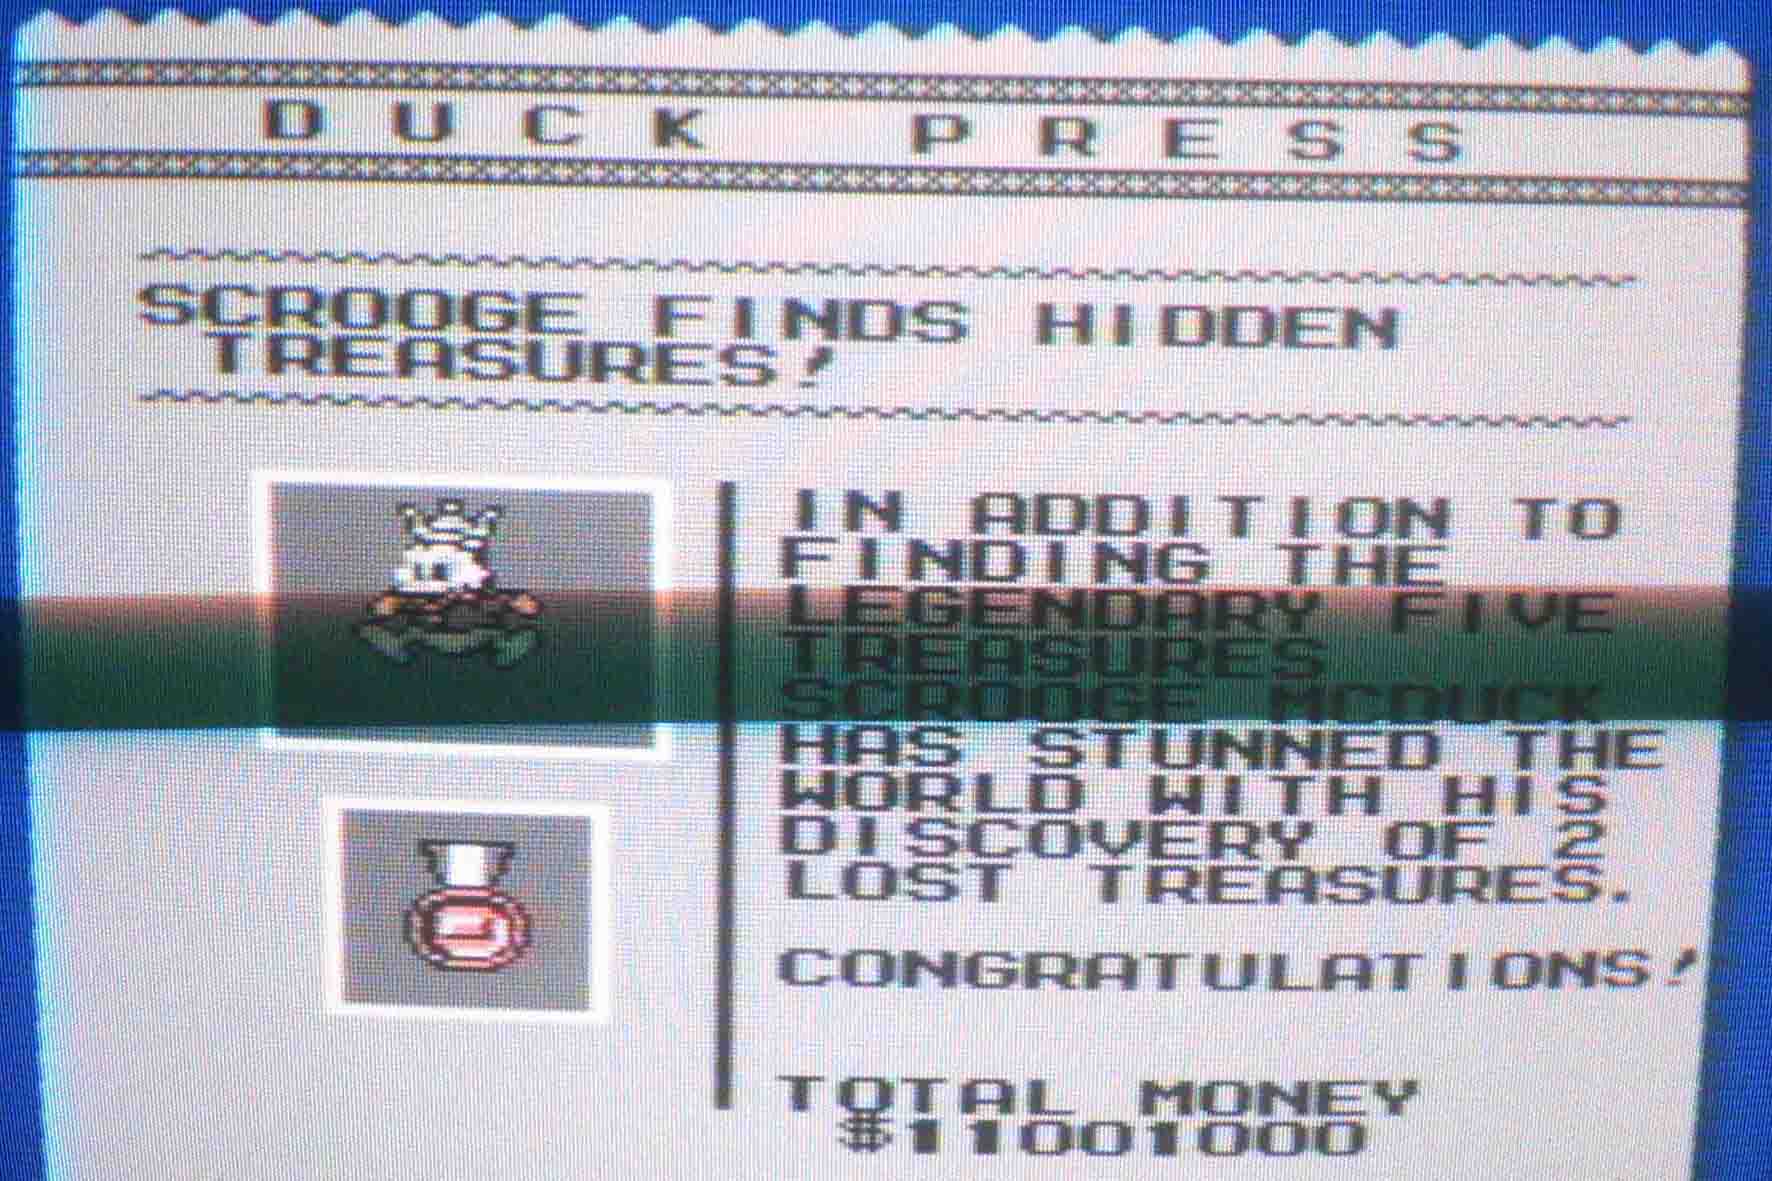 DUCK PRESS
SCROOGE FINDS HIDDEN
TREASURES!
IN ADDITION TO
FINDING THE
LEGENDARY FIVE
TREASURES
SCROOGE MCDUCK
HAS STUNNED THE
WORLD WITH HIS
DISCOVERY OF 2
LOST TREASURES.
CONGRATULATIONS!
TOTAL MONEY
$11001000